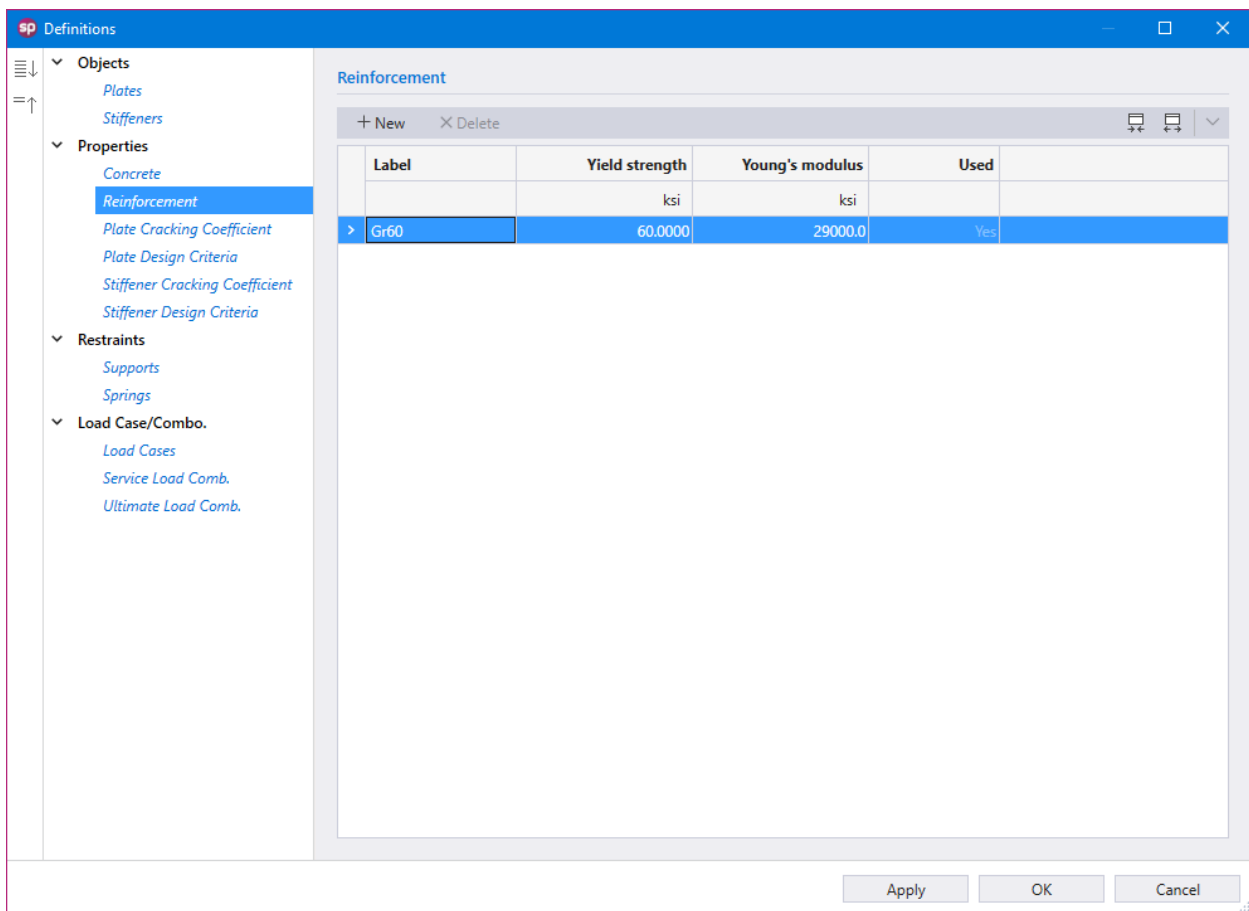 sp Definitions
Objects
Plates
Stiffeners
Properties
Concrete
Reinforcement
Plate Cracking Coefficient
Plate Design Criteria
Stiffener Cracking Coefficient
Stiffener Design Criteria
Restraints
Supports
Springs
Load Case/Combo.
Load Cases
Service Load Comb.
Ultimate Load Comb.
Reinforcement
New Delete
Label Yield strength Young's modulus Used
ksi ksi
Gr60 60.0000 29000.0 Yes
Apply OK Cancel